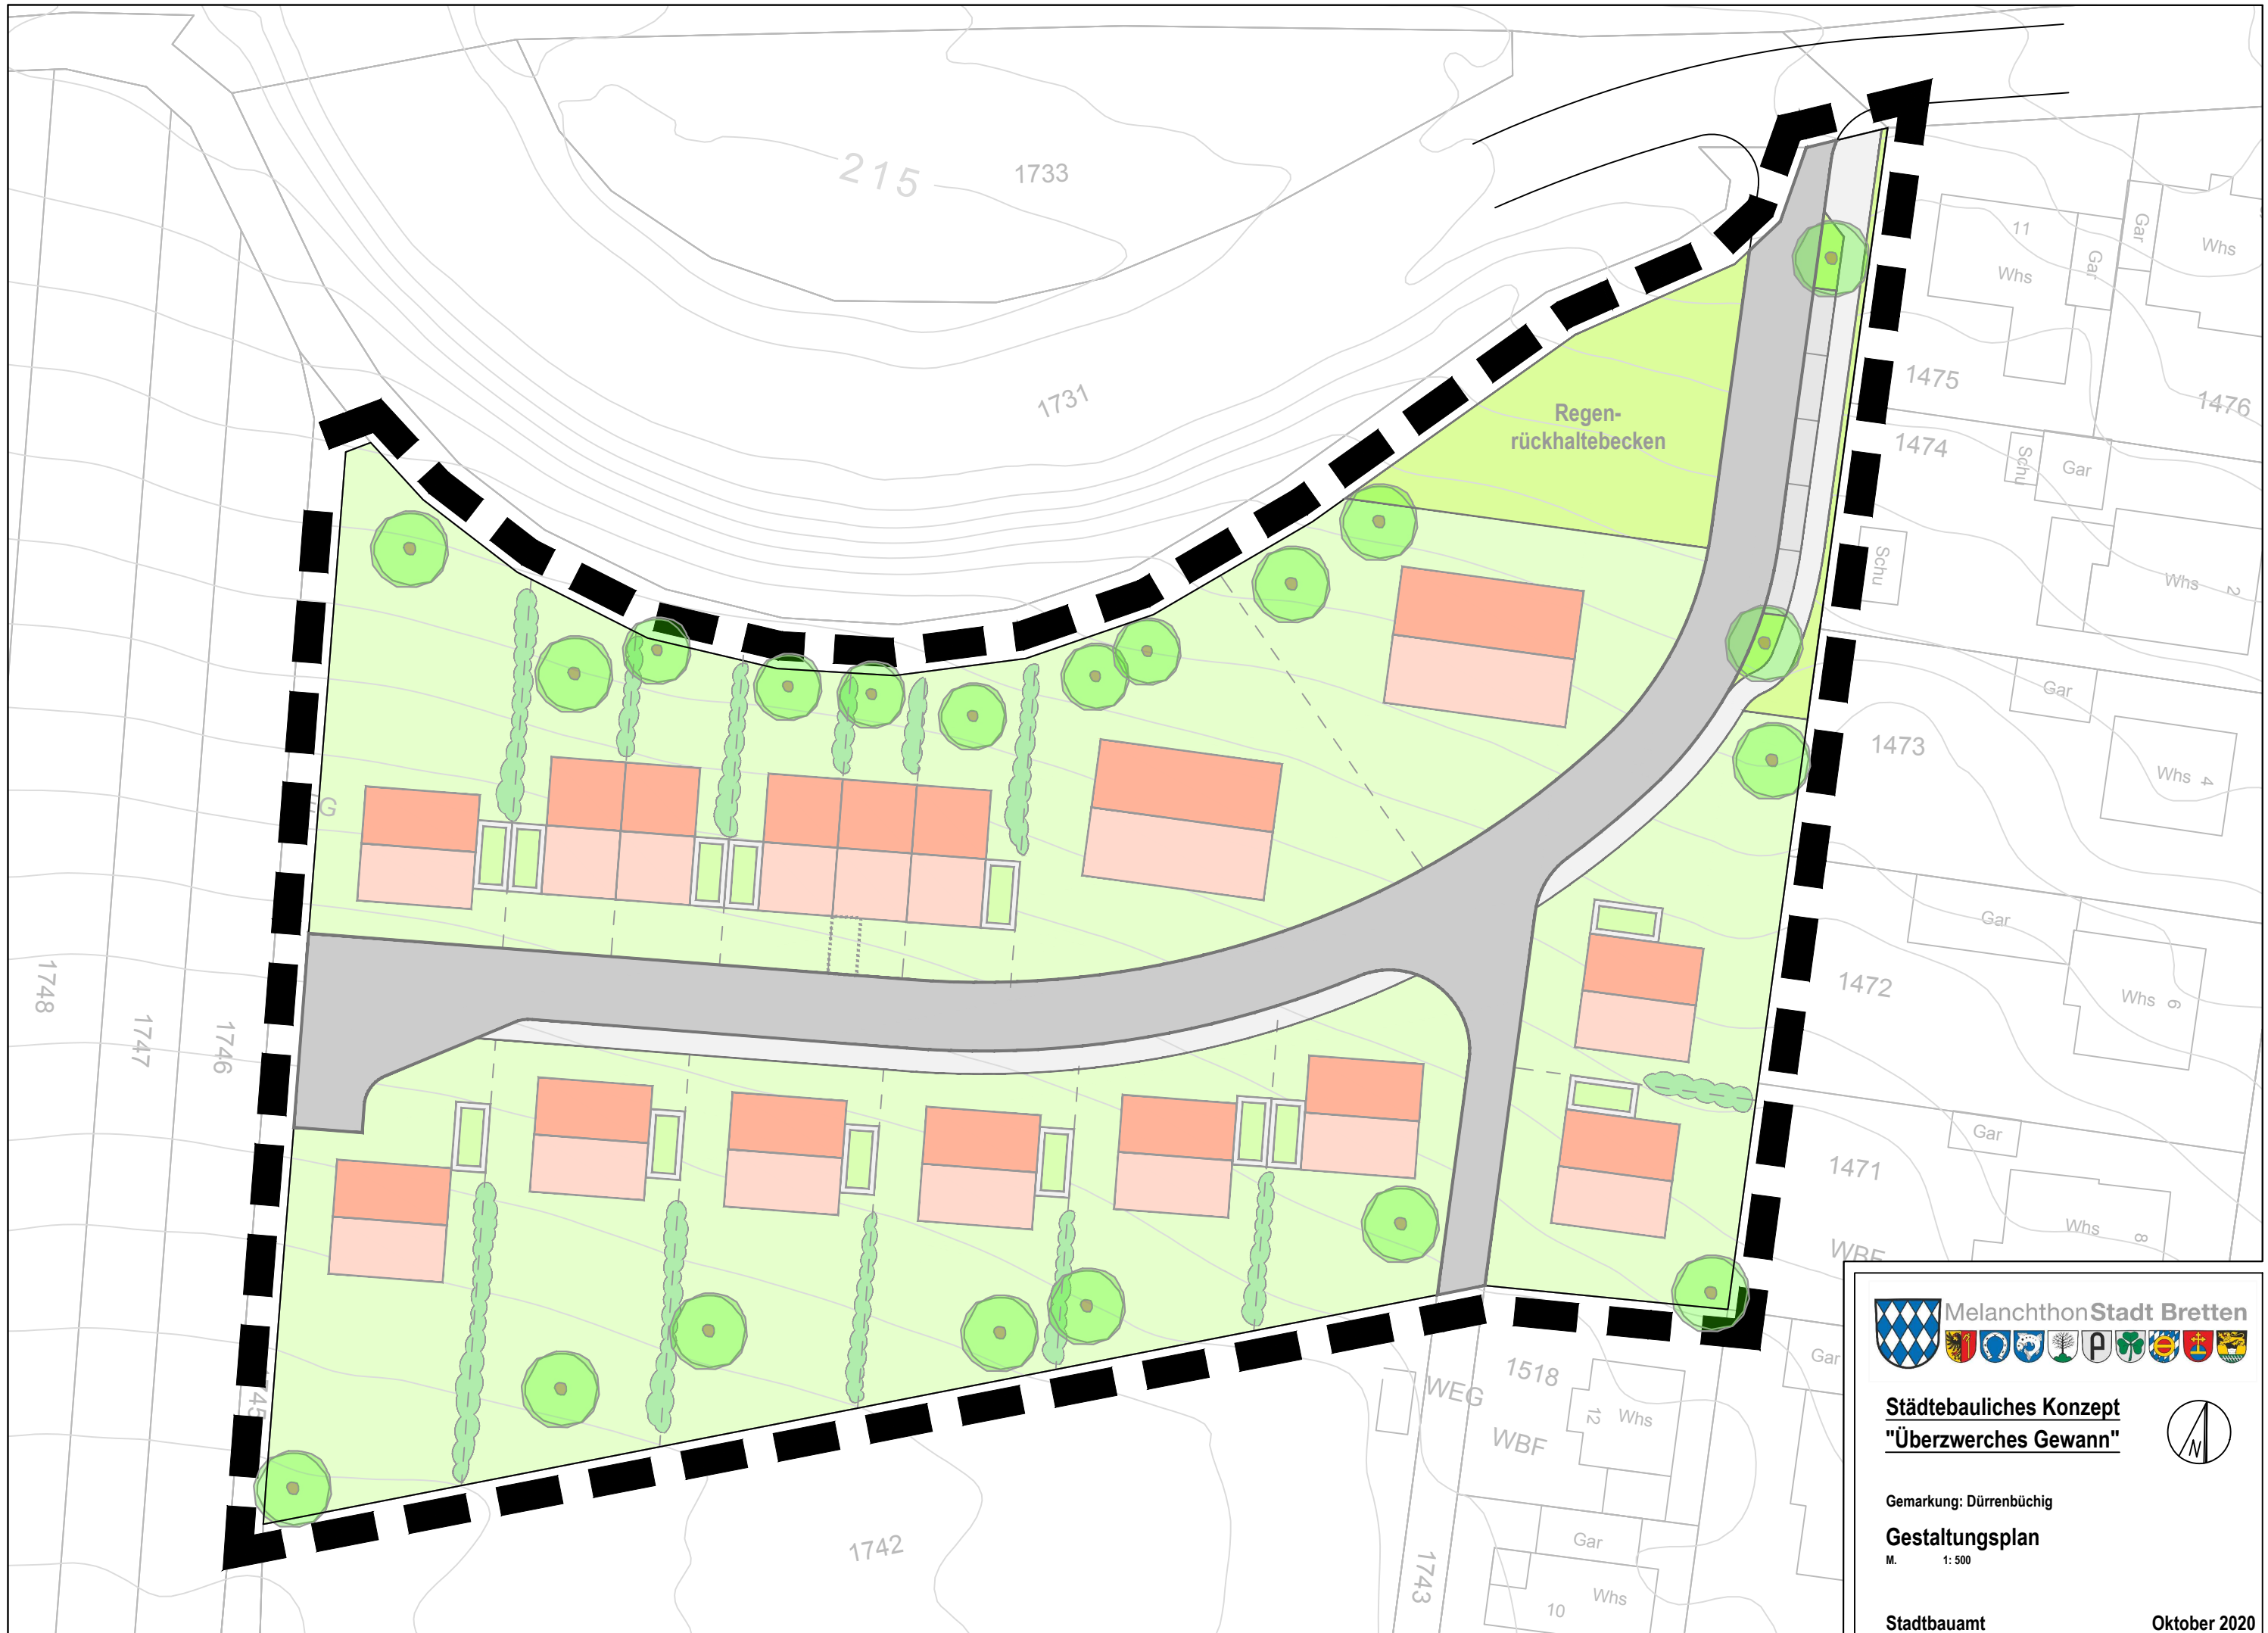 215
1733
1731
Regen-
rückhaltebecken
11
Whs
Gar
Gar
Whs
1475
1476
1474
Schu
Gar
Schu
Whs
2
Gar
1473
Whs
4
Gar
1472
Whs
6
Gar
1471
Whs
8
WBF
Gar
1748
1747
1746
1518
WEG
WBF
12
Whs
Gar
1743
10
Whs
1742
Melanchthon Stadt Bretten
Städtebauliches Konzept
"Überzwerches Gewann"
N
Gemarkung: Dürrenbüchig
Gestaltungsplan
M. 1: 500
Stadtbauamt Oktober 2020